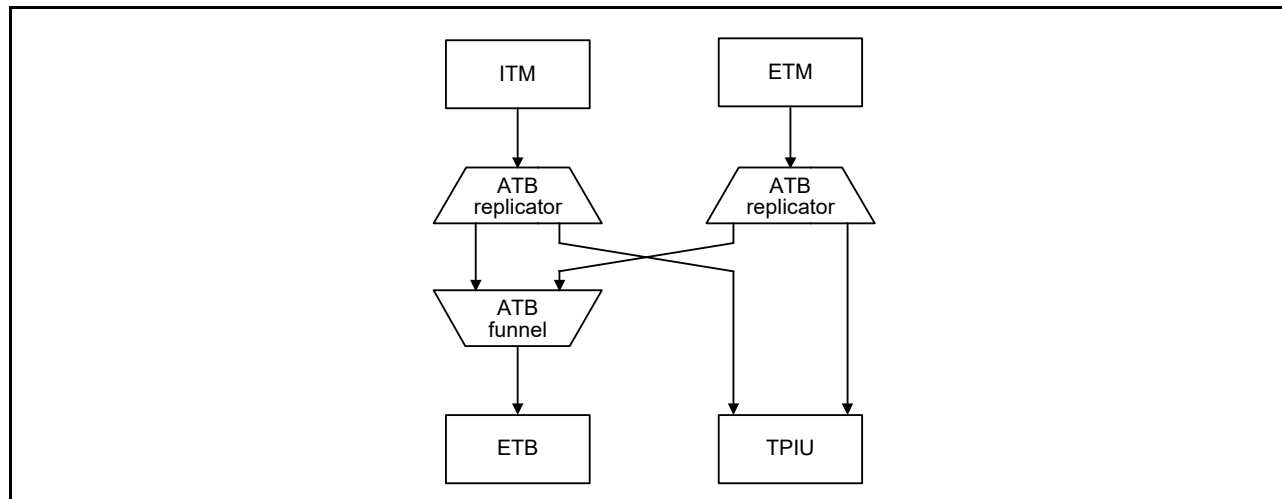 ITM
ETM
ATB
replicator
ATB
replicator
ATB
funnel
ETB
TPIU